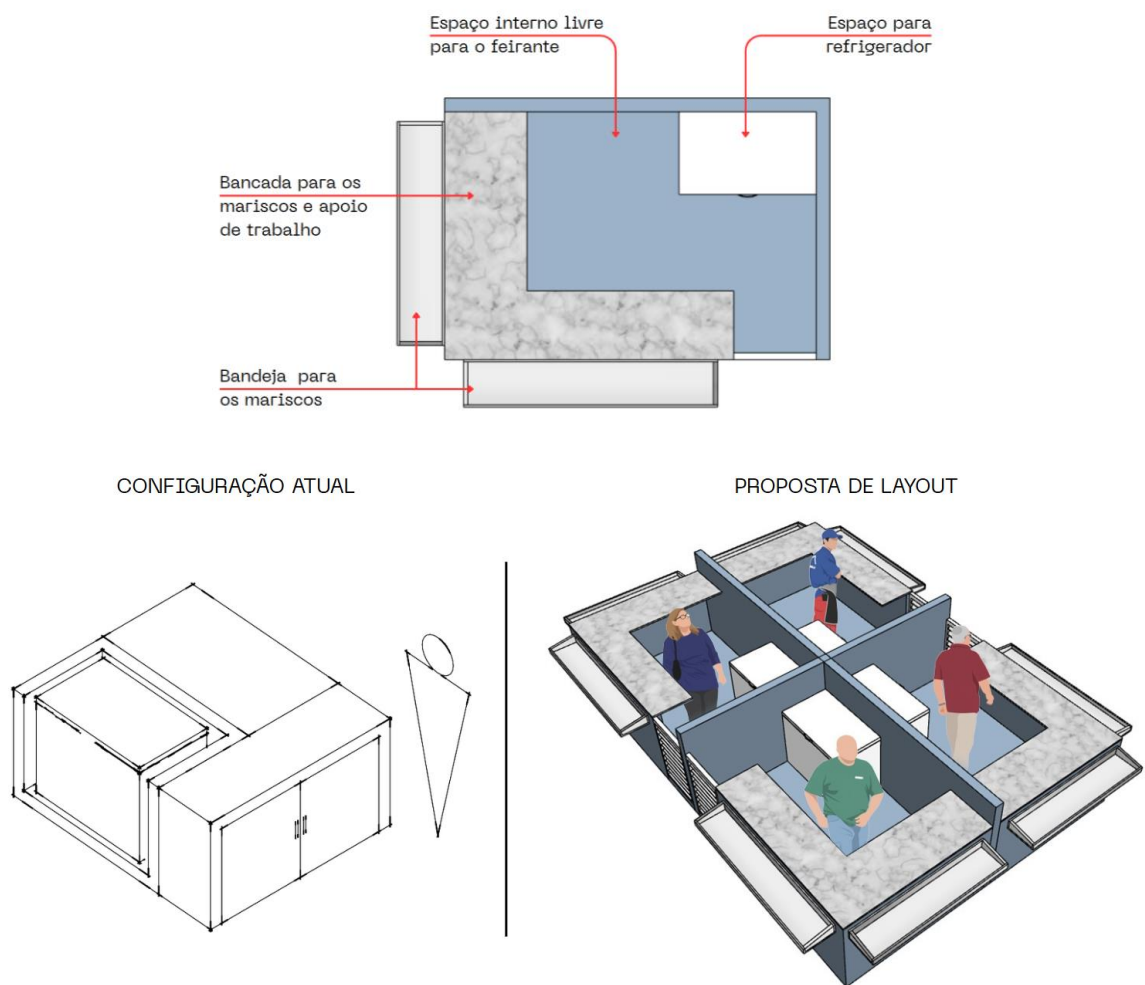 Espaço interno livre
para o feirante
Espaço para
refrigerador
Bancada para os
mariscos e apoio
de trabalho
Bandeja para
os mariscos
CONFIGURAÇÃO ATUAL
PROPOSTA DE LAYOUT